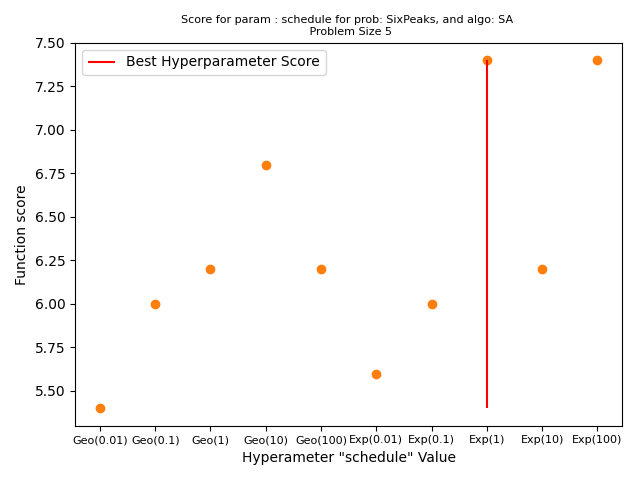 Score for param : schedule for prob: SixPeaks, and algo: SA
Problem Size 5
Best Hyperparameter Score
Function score
7.50
7.25
7.00
6.75
6.50
6.25
6.00
5.75
5.50
Geo(0.01) Geo(0.1) Geo(1) Geo(10) Geo(100) Exp(0.01) Exp(0.1) Exp(1) Exp(10) Exp(100)
Hyperameter "schedule" Value